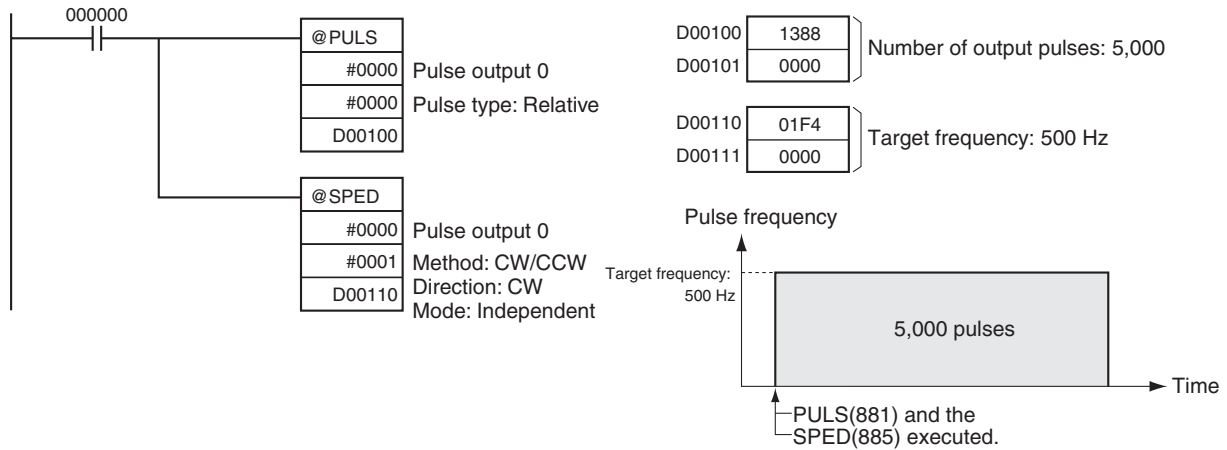 000000
@PULS
#0000 Pulse output 0
#0000 Pulse type: Relative
D00100
@SPED
#0000 Pulse output 0
#0001 Method: CW/CCW
Direction: CW
D00110
Mode: Independent
D00100 1388
D00101 0000
Number of output pulses: 5,000
D00110 01F4
D00111 0000
Target frequency: 500 Hz
Pulse frequency
Target frequency:
500 Hz
5,000 pulses
Time
PULS(881) and the
SPED(885) executed.